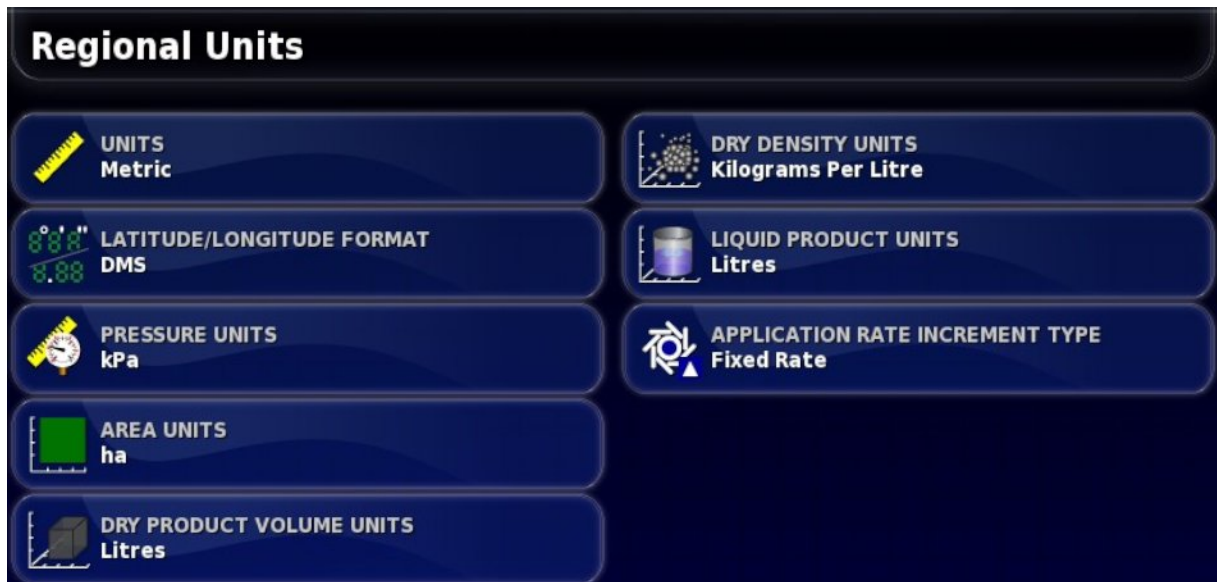 Regional Units
UNITS
Metric
LATITUDE/LONGITUDE FORMAT
DMS
PRESSURE UNITS
kPa
AREA UNITS
ha
DRY PRODUCT VOLUME UNITS
Litres
DRY DENSITY UNITS
Kilograms Per Litre
LIQUID PRODUCT UNITS
Litres
APPLICATION RATE INCREMENT TYPE
Fixed Rate